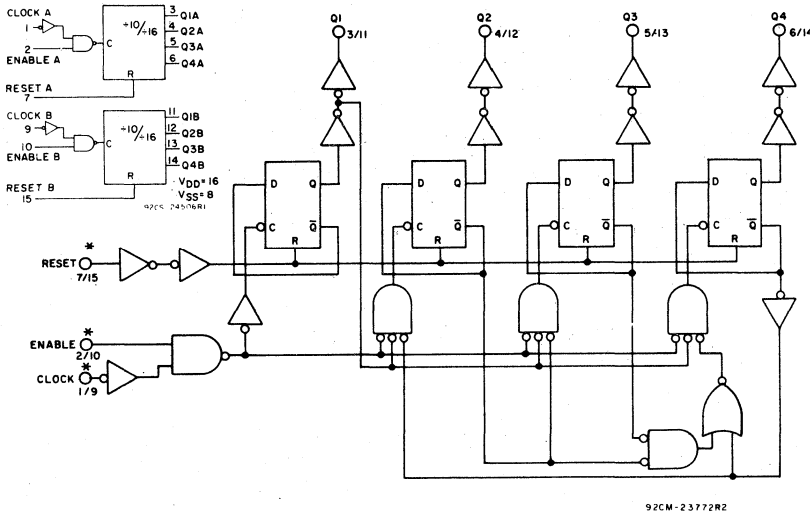 CLOCK A
1
2
ENABLE A
C
÷10/÷16
R
3 Q1A
4 Q2A
5 Q3A
6 Q4A
RESET A
7
CLOCK B
9
10
ENABLE B
C
÷10/÷16
R
11 Q1B
12 Q2B
13 Q3B
14 Q4B
RESET B
15
VDD=16
VSS=8
92CS-24506R1
Q1
3/11
Q2
4/12
Q3
5/13
Q4
6/14
D Q
C Q̅
R
D Q
C Q̅
R
D Q
C Q̅
R
D Q
C Q̅
R
*
RESET
7/15
*
ENABLE
2/10
*
CLOCK
1/9
92CM-23772R2